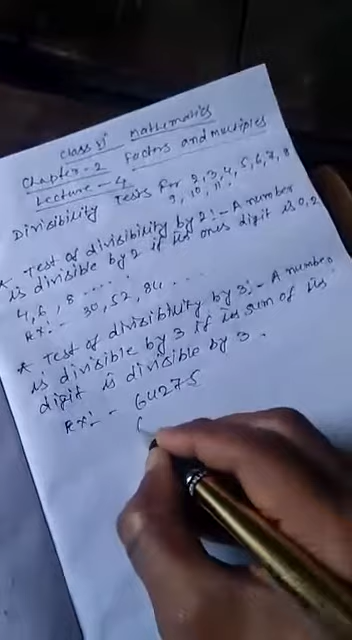 Class VI Mathematics
Chapter - 2 Factors and multiples
Lecture - 4
Divisibility Tests for 2, 3, 4, 5, 6, 7, 8
9, 10, 11.
* Test of divisibility by 2:- A number
is divisible by 2 if its ones digit is 0, 2
4, 6, 8 .....
Ex:- 30, 52, 84 ....
* Test of divisibility by 3:- A number
is divisible by 3 if its sum of its
digit is divisible by 3.
Ex:- 64275